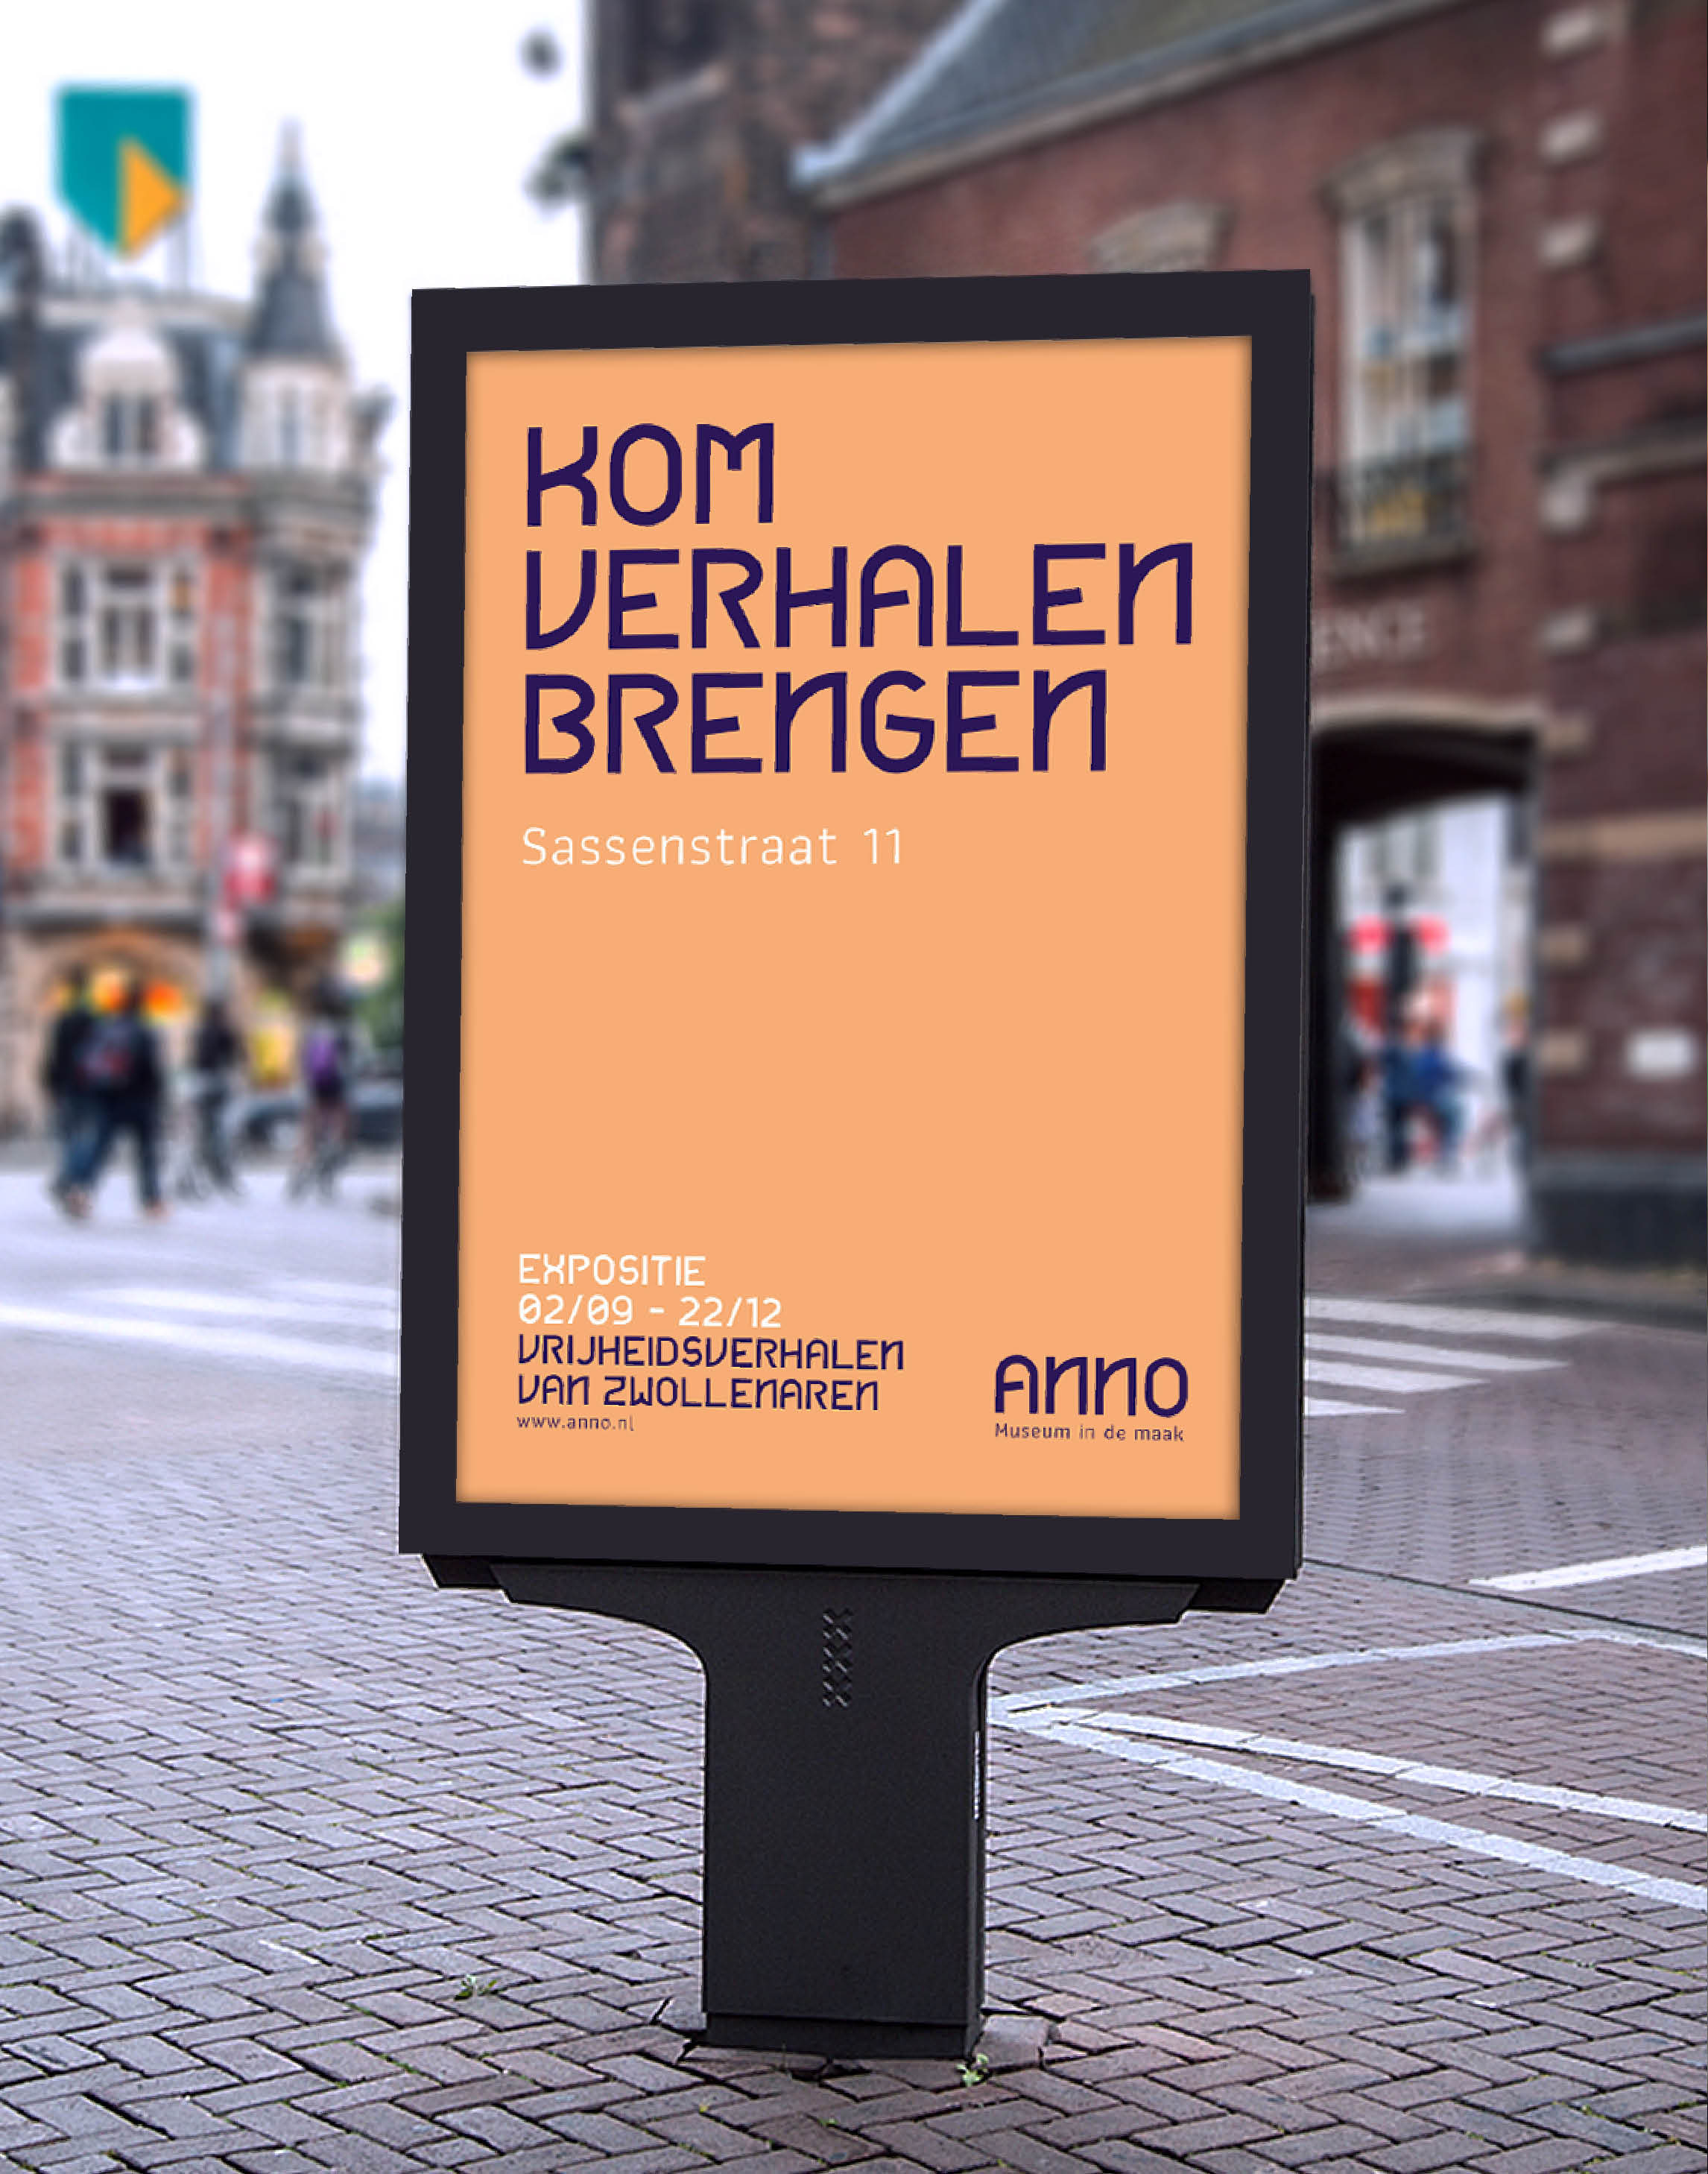 KOM
VERHALEN
BRENGEN
Sassenstraat 11
EXPOSITIE
02/09 - 22/12
VRIJHEIDSVERHALEN
VAN ZWOLLENAREN
www.anno.nl
ANNO
Museum in de maak